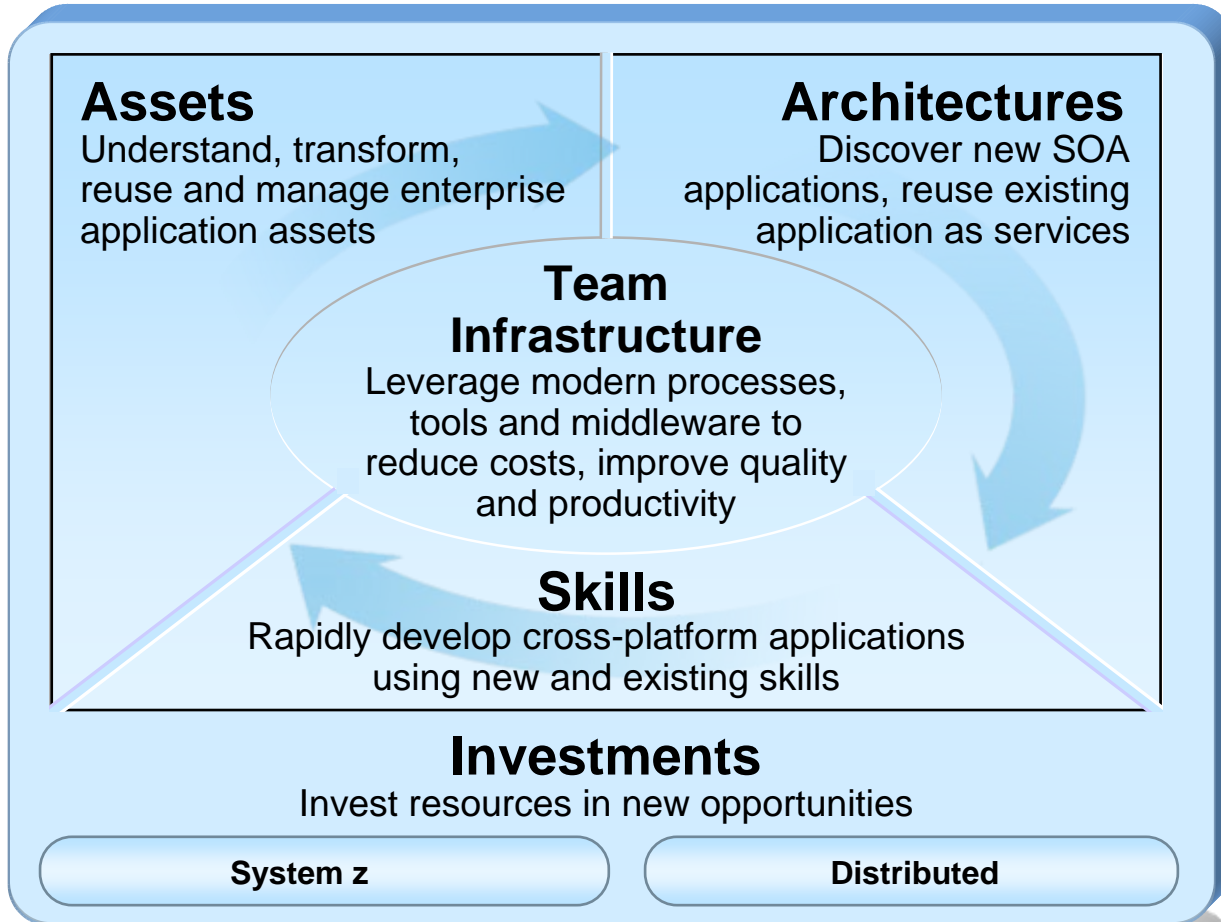 Assets
Understand, transform,
reuse and manage enterprise
application assets
Architectures
Discover new SOA
applications, reuse existing
application as services
Team
Infrastructure
Leverage modern processes,
tools and middleware to
reduce costs, improve quality
and productivity
Skills
Rapidly develop cross-platform applications
using new and existing skills
Investments
Invest resources in new opportunities
System z
Distributed